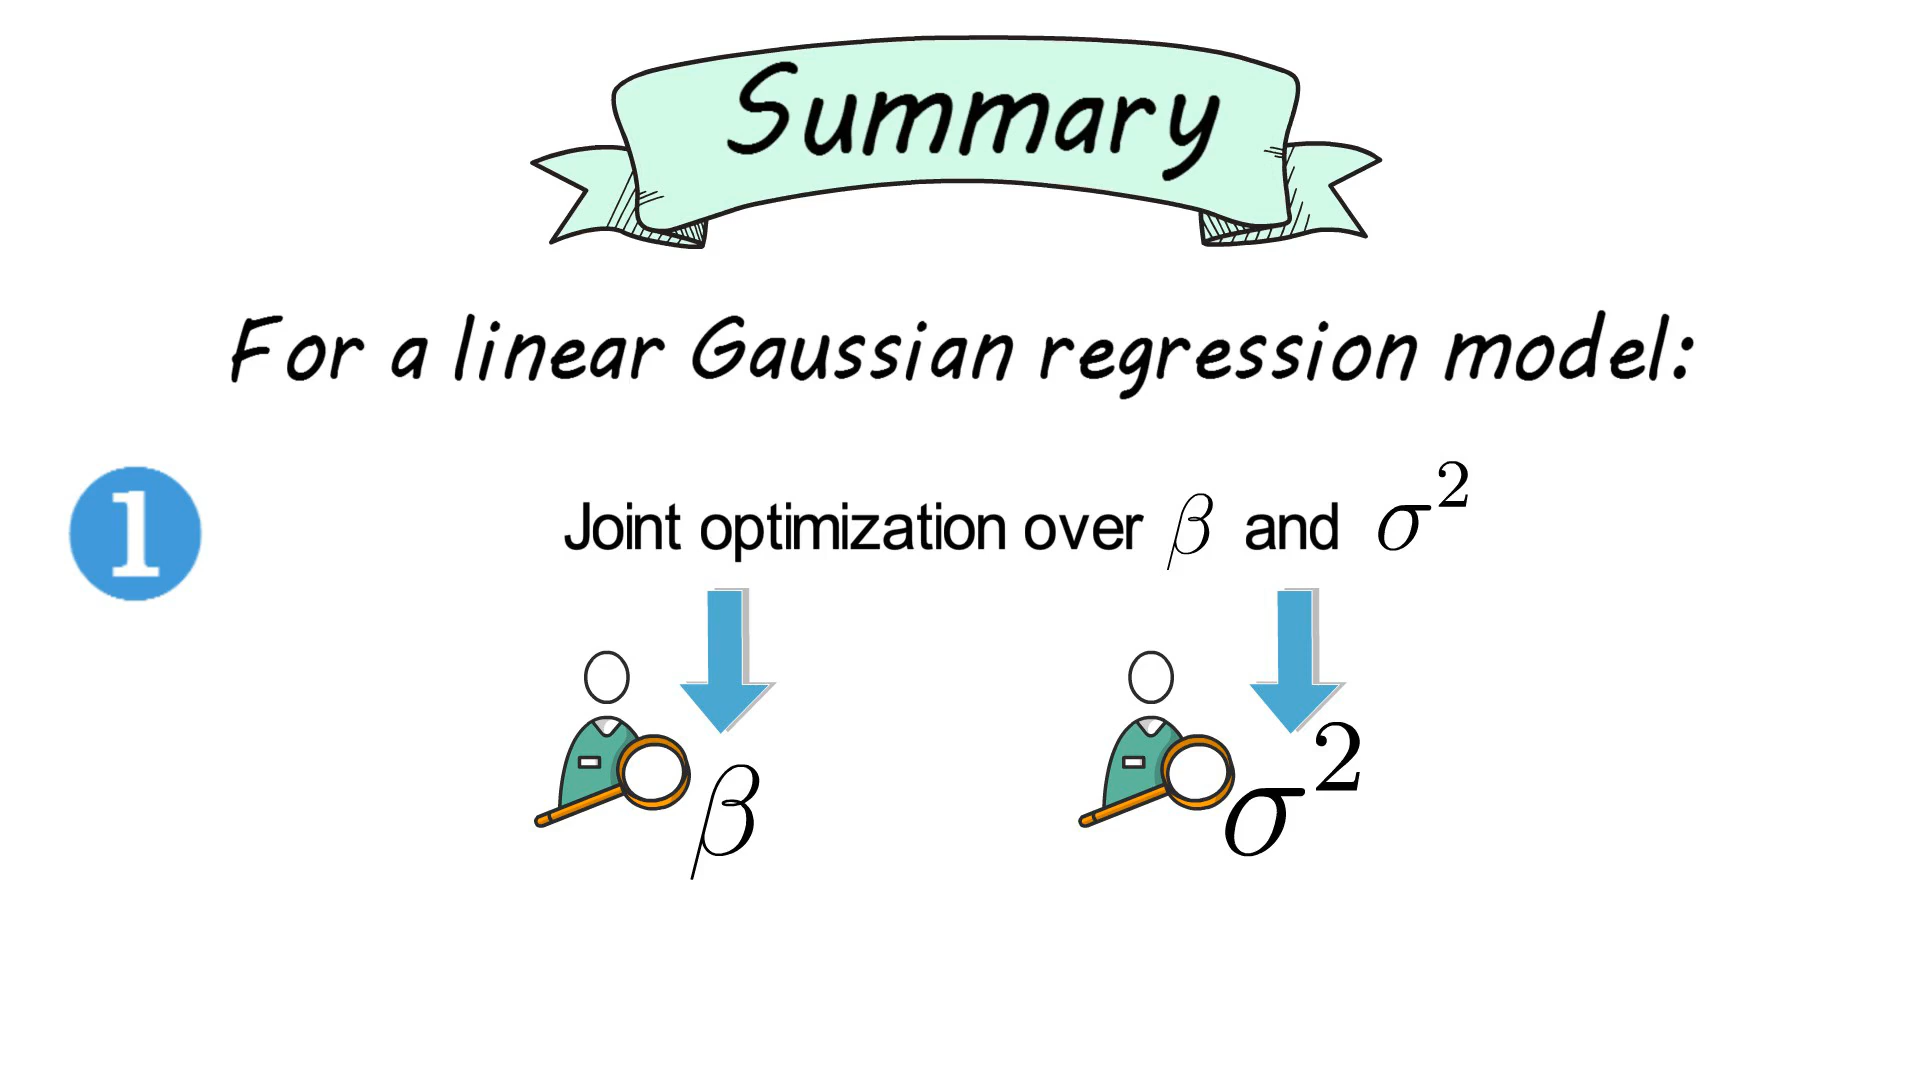 Summary
For a linear Gaussian regression model:
1
Joint optimization over β and σ²
β σ²